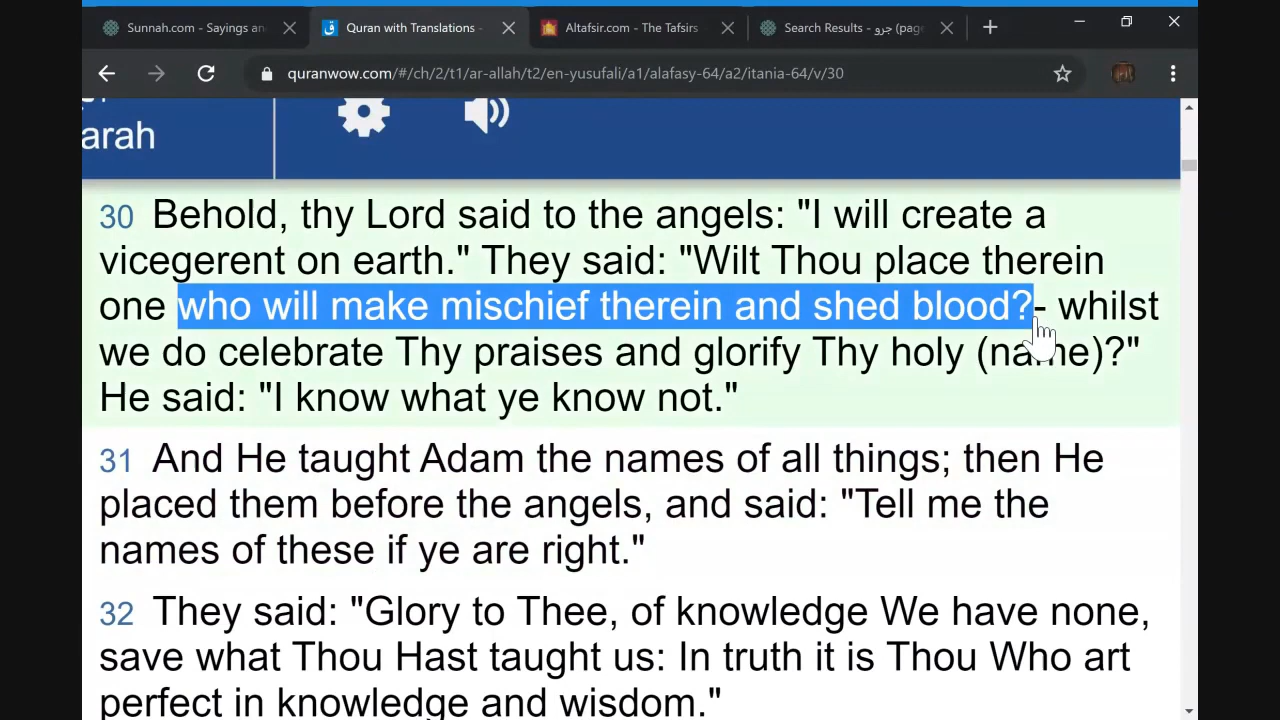 Sunnah.com - Sayings an
Quran with Translations -
Altafsir.com - The Tafsirs
Search Results - جرو (pag
quranwow.com/#/ch/2/t1/ar-allah/t2/en-yusufali/a1/alafasy-64/a2/itania-64/v/30
arah
30 Behold, thy Lord said to the angels: "I will create a
vicegerent on earth." They said: "Wilt Thou place therein
one who will make mischief therein and shed blood?- whilst
we do celebrate Thy praises and glorify Thy holy (name)?"
He said: "I know what ye know not."
31 And He taught Adam the names of all things; then He
placed them before the angels, and said: "Tell me the
names of these if ye are right."
32 They said: "Glory to Thee, of knowledge We have none,
save what Thou Hast taught us: In truth it is Thou Who art
perfect in knowledge and wisdom."